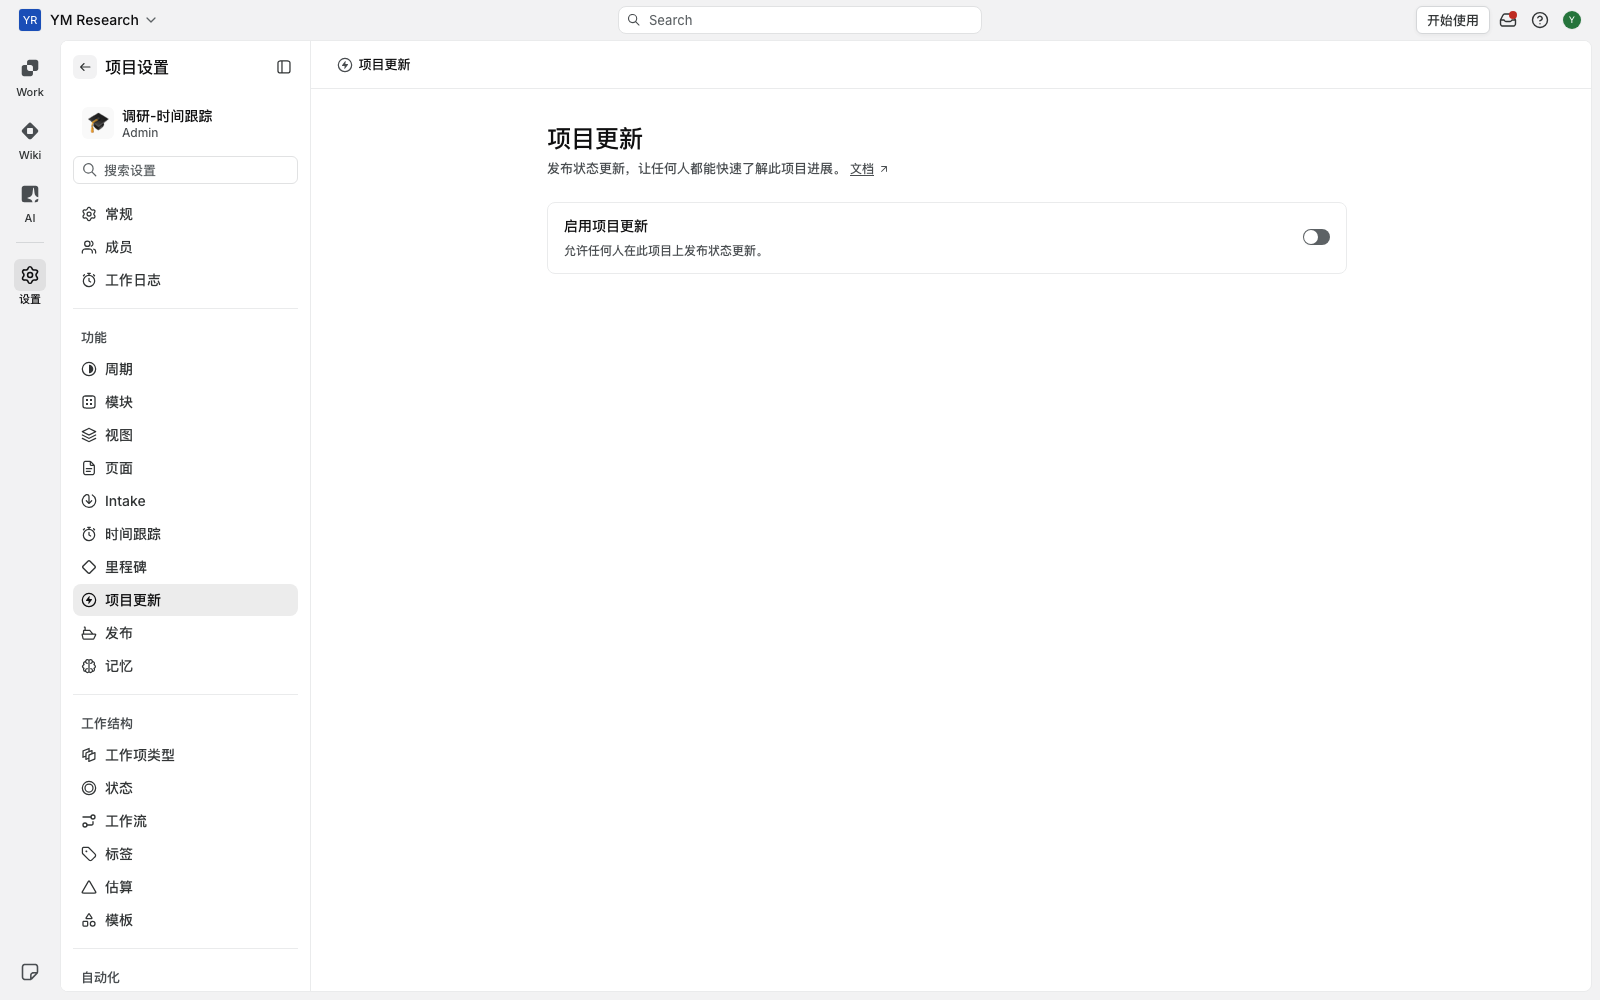 YR YM Research
Search
开始使用
Y
Work
Wiki
AI
设置
项目设置
调研-时间跟踪
Admin
搜索设置
常规
成员
工作日志
功能
周期
模块
视图
页面
Intake
时间跟踪
里程碑
项目更新
发布
记忆
工作结构
工作项类型
状态
工作流
标签
估算
模板
自动化
项目更新
项目更新
发布状态更新，让任何人都能快速了解此项目进展。 文档
启用项目更新
允许任何人在此项目上发布状态更新。